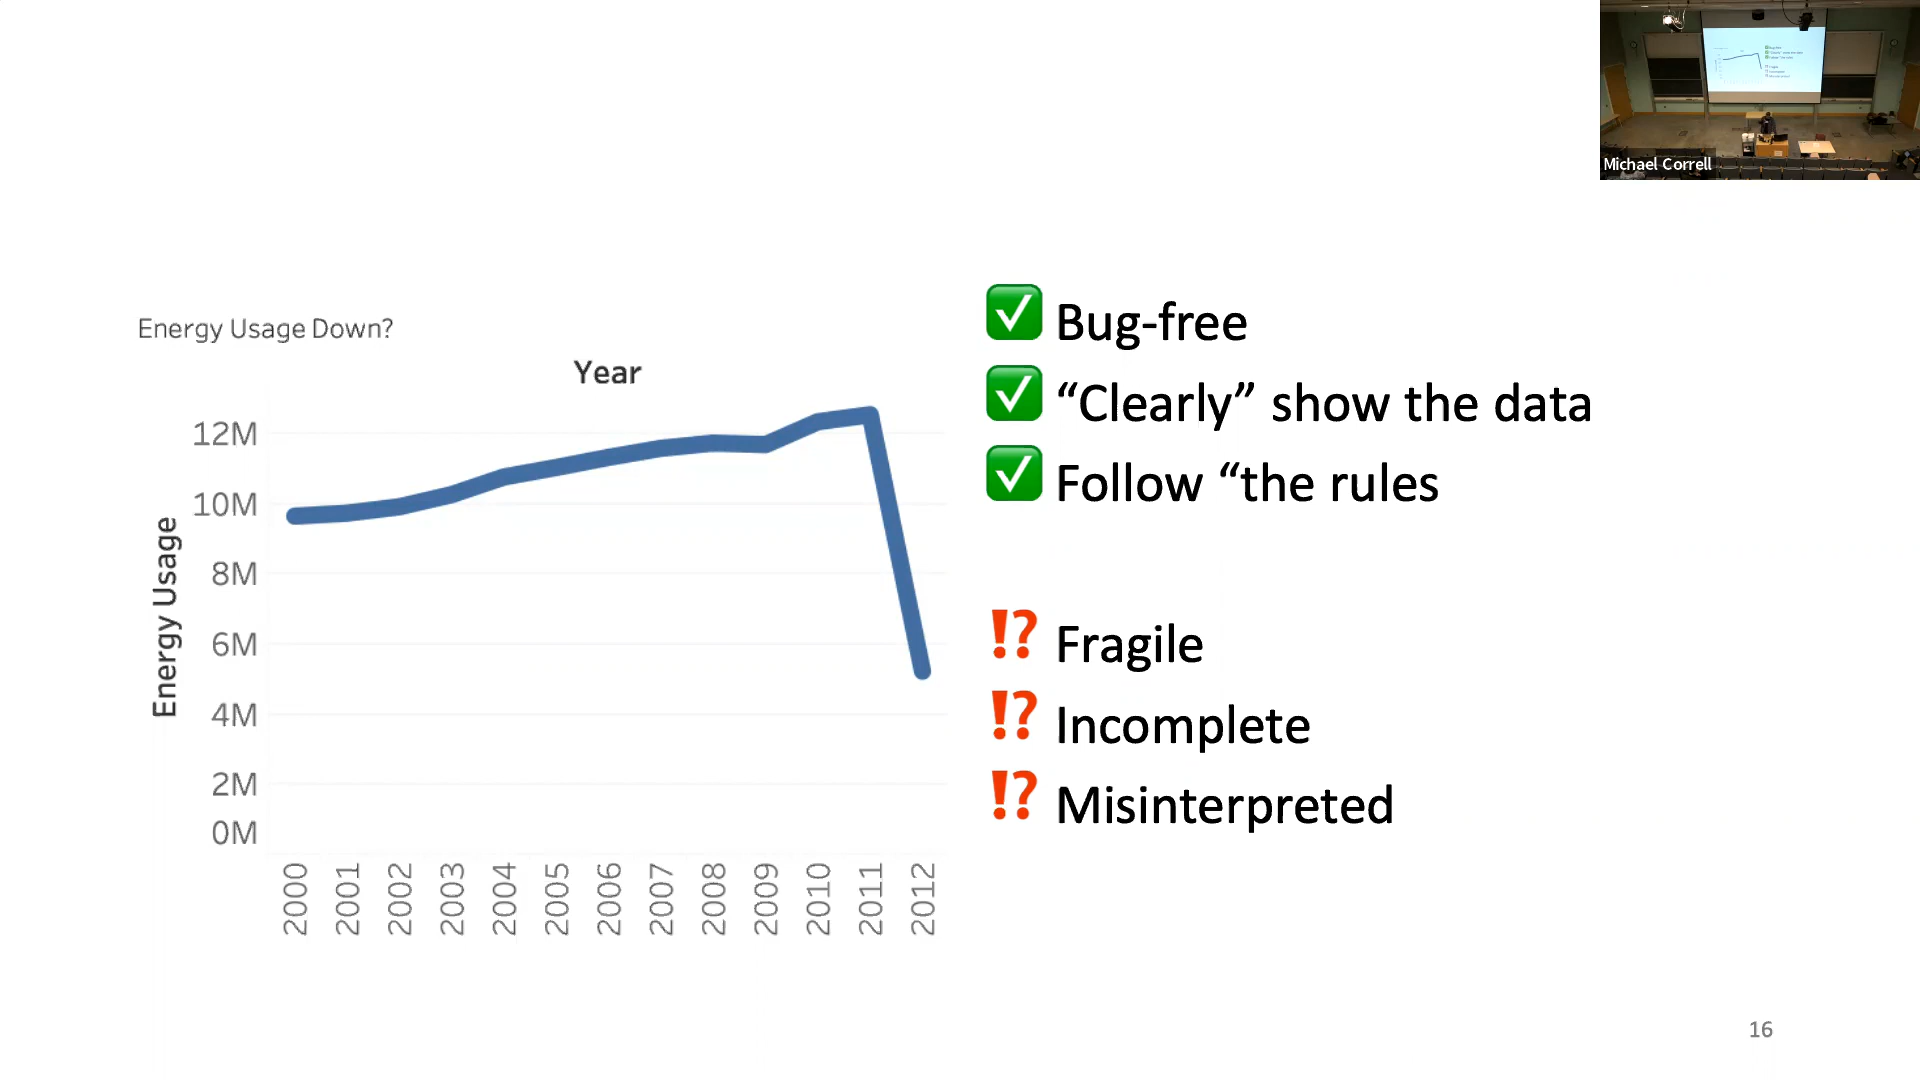 Michael Correll
Energy Usage Down?
Year
Energy Usage
12M
10M
8M
6M
4M
2M
0M
2000
2001
2002
2003
2004
2005
2006
2007
2008
2009
2010
2011
2012
Bug-free
“Clearly” show the data
Follow “the rules
Fragile
Incomplete
Misinterpreted
16